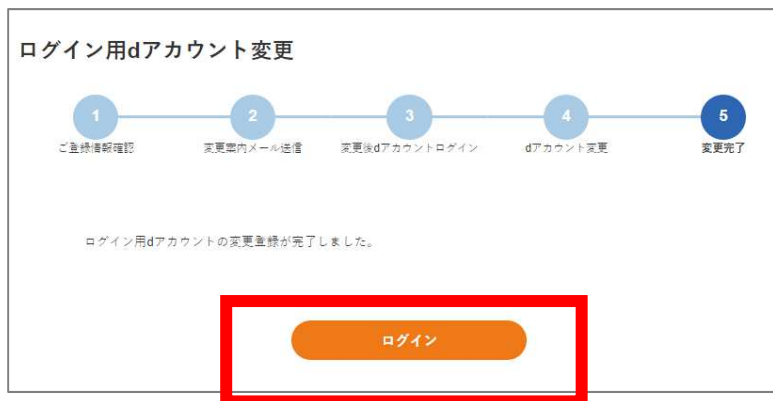 ログイン用dアカウント変更
1
2
3
4
5
ご登録情報確認
変更案内メール送信
変更後dアカウントログイン
dアカウント変更
変更完了
ログイン用dアカウントの変更登録が完了しました。
ログイン